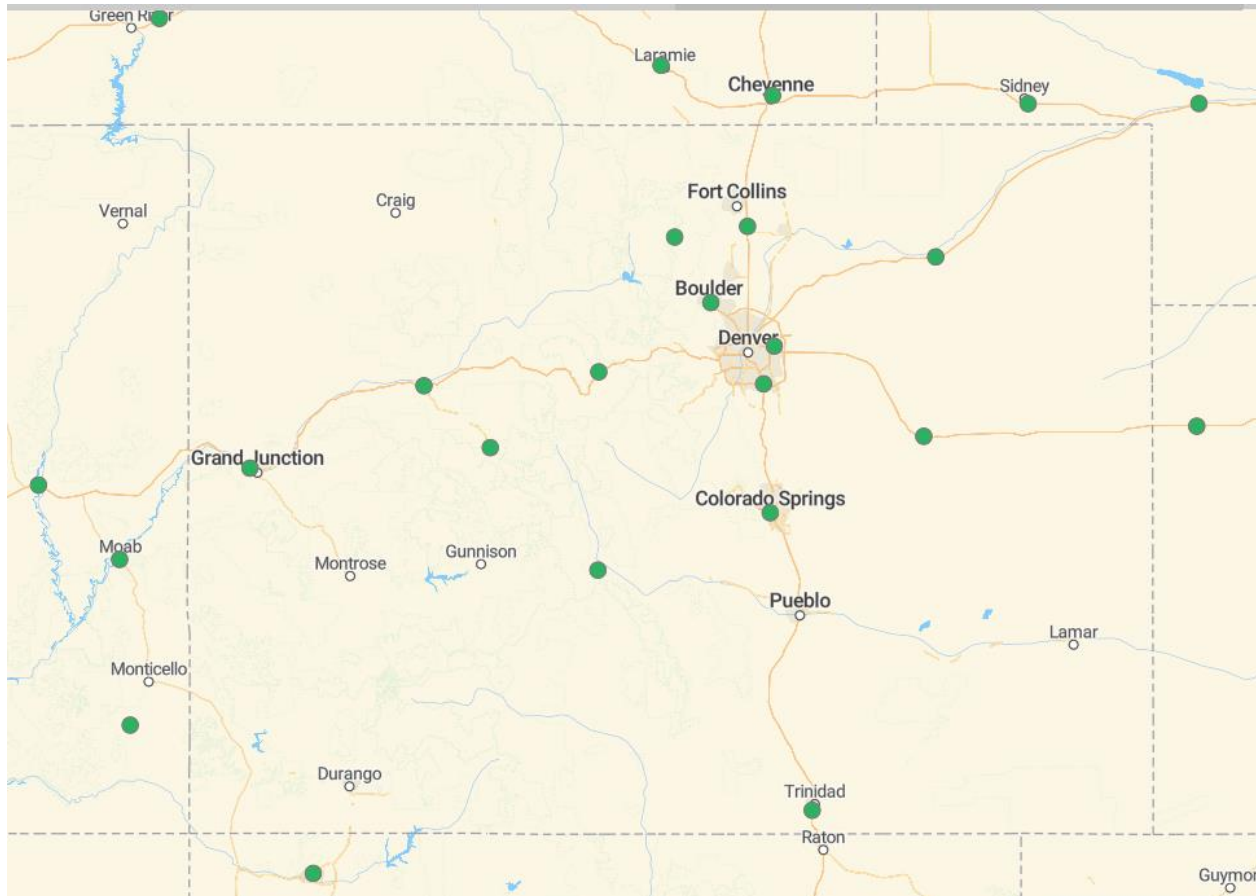 Green River
Laramie
Cheyenne
Sidney
Fort Collins
Craig
Vernal
Boulder
Denver
Grand Junction
Colorado Springs
Moab
Gunnison
Montrose
Pueblo
Lamar
Monticello
Durango
Trinidad
Raton
Guymo